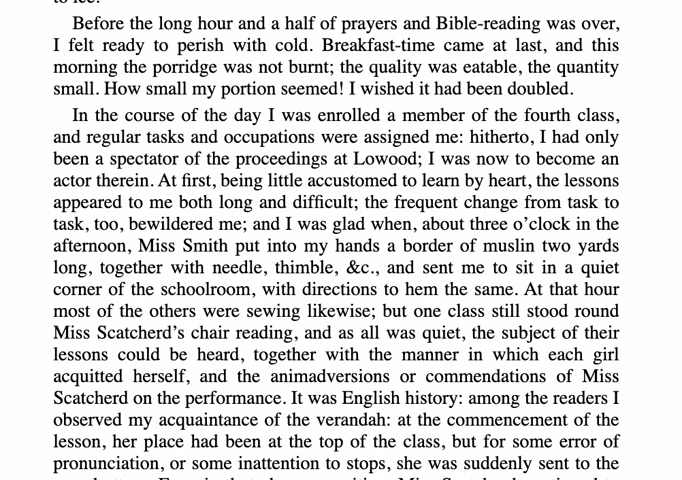 Before the long hour and a half of prayers and Bible-reading was over,
I felt ready to perish with cold. Breakfast-time came at last, and this
morning the porridge was not burnt; the quality was eatable, the quantity
small. How small my portion seemed! I wished it had been doubled.
In the course of the day I was enrolled a member of the fourth class,
and regular tasks and occupations were assigned me: hitherto, I had only
been a spectator of the proceedings at Lowood; I was now to become an
actor therein. At first, being little accustomed to learn by heart, the lessons
appeared to me both long and difficult; the frequent change from task to
task, too, bewildered me; and I was glad when, about three o’clock in the
afternoon, Miss Smith put into my hands a border of muslin two yards
long, together with needle, thimble, &c., and sent me to sit in a quiet
corner of the schoolroom, with directions to hem the same. At that hour
most of the others were sewing likewise; but one class still stood round
Miss Scatcherd’s chair reading, and as all was quiet, the subject of their
lessons could be heard, together with the manner in which each girl
acquitted herself, and the animadversions or commendations of Miss
Scatcherd on the performance. It was English history: among the readers I
observed my acquaintance of the verandah: at the commencement of the
lesson, her place had been at the top of the class, but for some error of
pronunciation, or some inattention to stops, she was suddenly sent to the